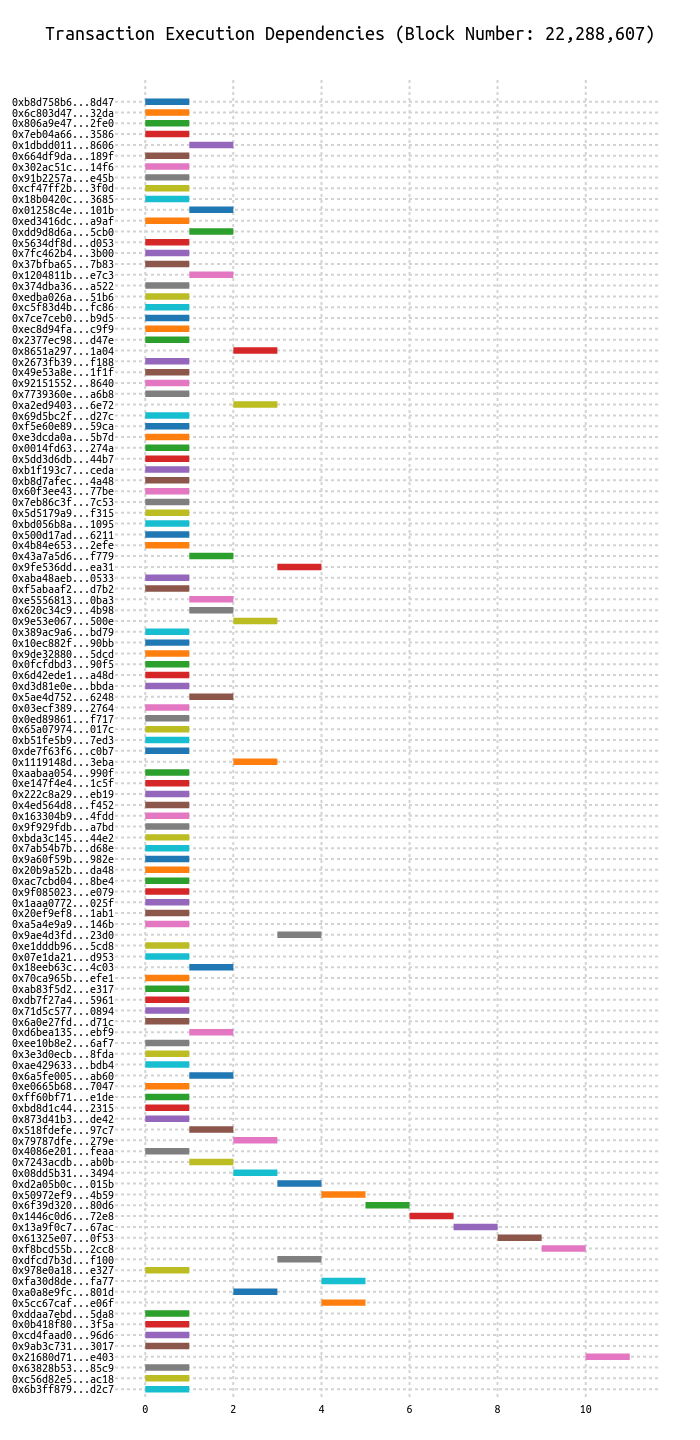 Transaction Execution Dependencies (Block Number: 22,288,607)
0xb8d758b6...8d47
0x6c803d47...32da
0x806a9e47...2fe0
0x7eb04a66...3586
0x1dbdd011...8606
0x664df9da...189f
0x302ac51c...14f6
0x91b2257a...e45b
0xcf47ff2b...3f0d
0x18b0420c...3685
0x01258c4e...101b
0xed3416dc...a9af
0xdd9d8d6a...5cb0
0x5634df8d...d053
0x7fc462b4...3b00
0x37bfba65...7b83
0x1204811b...e7c3
0x374dba36...a522
0xedba026a...51b6
0xc5f83d4b...fc86
0x7ce7ceb0...b9d5
0xec8d94fa...c9f9
0x2377ec98...d47e
0x8651a297...1a04
0x2673fb39...f188
0x49e53a8e...1f1f
0x92151552...8640
0x7739360e...a6b8
0xa2ed9403...6e72
0x69d5bc2f...d27c
0xf5e60e89...59ca
0xe3dcda0a...5b7d
0x0014fd63...274a
0x5dd3d6db...44b7
0xb1f193c7...ceda
0xb8d7afec...4a48
0x60f3ee43...77be
0x7eb86c3f...7c53
0x5d5179a9...f315
0xbd056b8a...1095
0x500d17ad...6211
0x4b84e653...2efe
0x43a7a5d6...f779
0x9fe536dd...ea31
0xaba48aeb...0533
0xf5abaaf2...d7b2
0xe5556813...0ba3
0x620c34c9...4b98
0x9e53e067...500e
0x389ac9a6...bd79
0x10ec882f...90bb
0x9de32880...5dcd
0x0fcfdbd3...90f5
0x6d42ede1...a48d
0xd3d81e0e...bbda
0x5ae4d752...6248
0x03ecf389...2764
0x0ed89861...f717
0x65a07974...017c
0xb51fe5b9...7ed3
0xde7f63f6...c0b7
0x1119148d...3eba
0xaabaa054...990f
0xe147f4e4...1c5f
0x222c8a29...eb19
0x4ed564d8...f452
0x163304b9...4fdd
0x9f929fdb...a7bd
0xbda3c145...44e2
0x7ab54b7b...d68e
0x9a60f59b...982e
0x20b9a52b...da48
0xac7cbd04...8be4
0x9f085023...e079
0x1aaa0772...025f
0x20ef9ef8...1ab1
0xa5a4e9a9...146b
0x9ae4d3fd...23d0
0xe1dddb96...5cd8
0x07e1da21...d953
0x18eeb63c...4c03
0x70ca965b...efe1
0xab83f5d2...e317
0xdb7f27a4...5961
0x71d5c577...0894
0x6a0e27fd...d71c
0xd6bea135...ebf9
0xee10b8e2...6af7
0x3e3d0ecb...8fda
0xae429633...bdb4
0x6a5fe005...ab60
0xe0665b68...7047
0xff60bf71...e1de
0xbd8d1c44...2315
0x873d41b3...de42
0x518fdefe...97c7
0x79787dfe...279e
0x4086e201...feaa
0x7243acdb...ab0b
0x08dd5b31...3494
0xd2a05b0c...015b
0x50972ef9...4b59
0x6f39d320...80d6
0x1446c0d6...72e8
0x13a9f0c7...67ac
0x61325e07...0f53
0xf8bcd55b...2cc8
0xdfcd7b3d...f100
0x978e0a18...e327
0xfa30d8de...fa77
0xa0a8e9fc...801d
0x5cc67caf...e06f
0xddaa7ebd...5da8
0x0b418f80...3f5a
0xcd4faad0...96d6
0x9ab3c731...3017
0x21680d71...e403
0x63828b53...85c9
0xc56d82e5...ac18
0x6b3ff879...d2c7
0 2 4 6 8 10